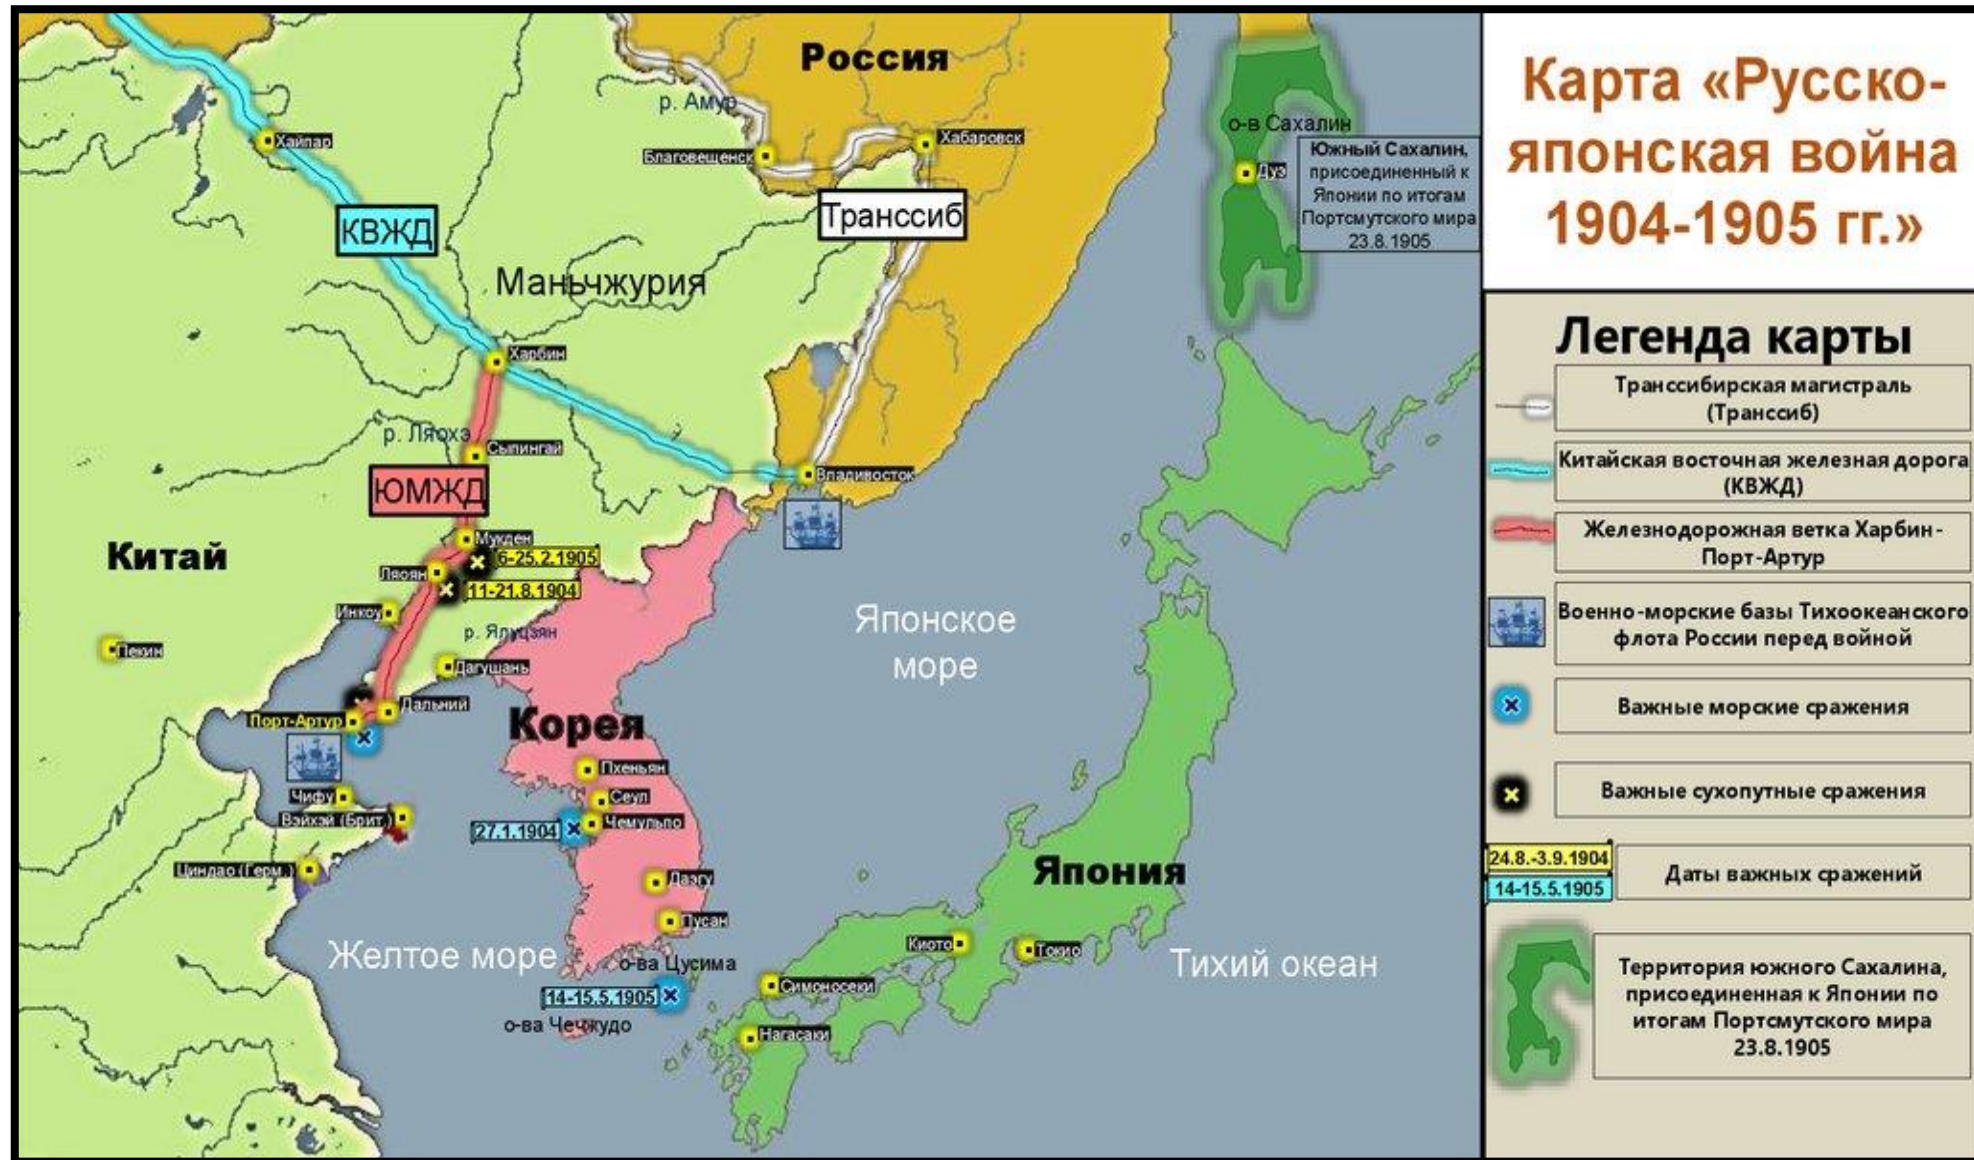 Россия
р. Амур
Хайлар
Благовещенск
Хабаровск
о-в Сахалин
Южный Сахалин,
присоединенный к
Японии по итогам
Портсмутского мира
23.8.1905
Дуэ
КВЖД
Транссиб
Маньчжурия
Харбин
р. Ляохэ
Сыпингай
Владивосток
ЮМЖД
Мукден
6-25.2.1905
Китай
Ляоян
11-21.8.1904
Инкоу
р. Ялуцзян
Пекин
Дагушань
Японское
море
Порт-Артур
Дальний
Корея
Пхеньян
Чифу
Сеул
Вэйхэй (Брит.)
27.1.1904
Чемульпо
Циндао (Герм.)
Даэгу
Япония
Пусан
Желтое море
о-ва Цусима
Киото
Токио
Тихий океан
14-15.5.1905
Симоносеки
о-ва Чечжудо
Нагасаки
Карта «Русско-
японская война
1904-1905 гг.»
Легенда карты
Транссибирская магистраль
(Транссиб)
Китайская восточная железная дорога
(КВЖД)
Железнодорожная ветка Харбин-
Порт-Артур
Военно-морские базы Тихоокеанского
флота России перед войной
Важные морские сражения
Важные сухопутные сражения
24.8.-3.9.1904
14-15.5.1905
Даты важных сражений
Территория южного Сахалина,
присоединенная к Японии по
итогам Портсмутского мира
23.8.1905